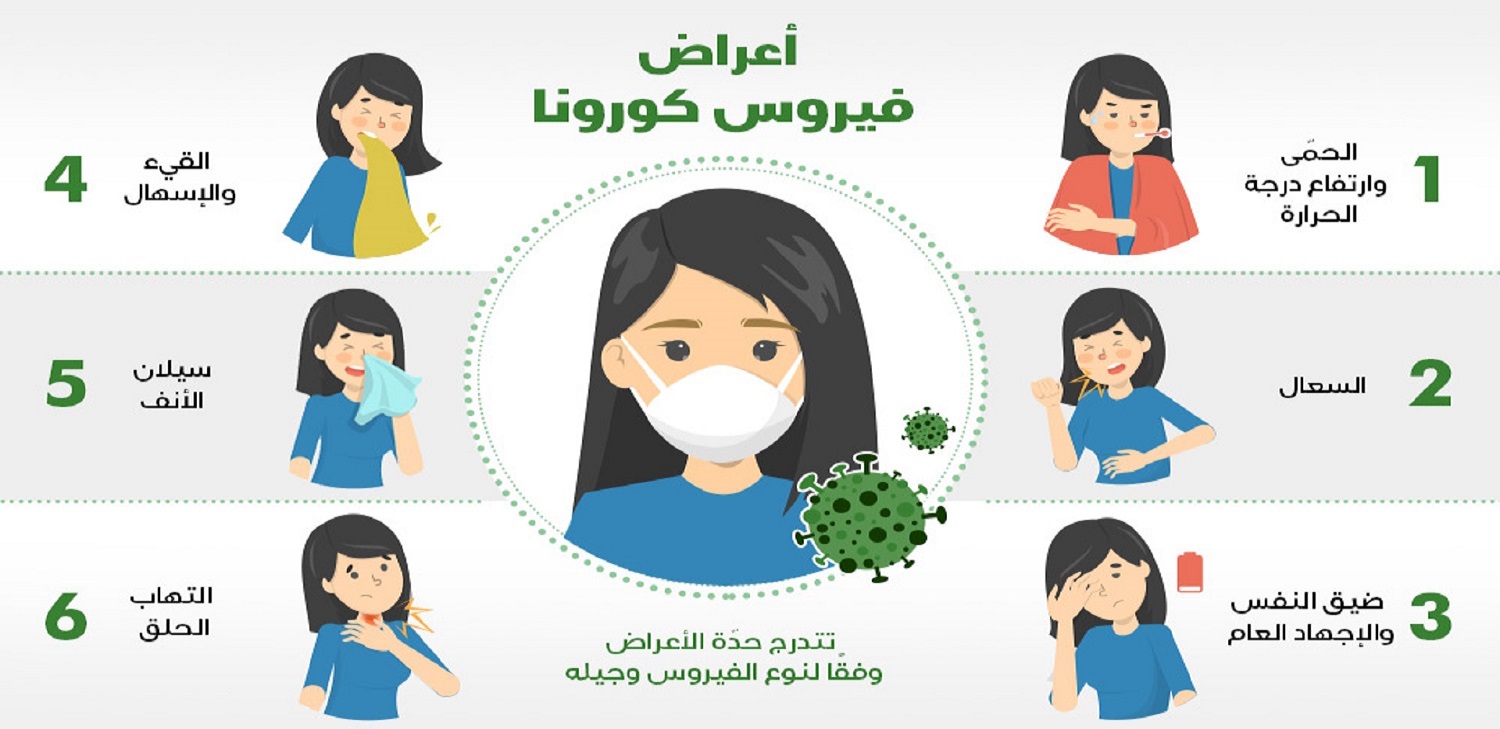 أعراض
فيروس كورونا
1
الحمّى
وارتفاع درجة
الحرارة
2
السعال
3
ضيق النفس
والإجهاد العام
4
القيء
والإسهال
5
سيلان
الأنف
6
التهاب
الحلق
تتدرج حدّة الأعراض
وفقًا لنوع الفيروس وجيله